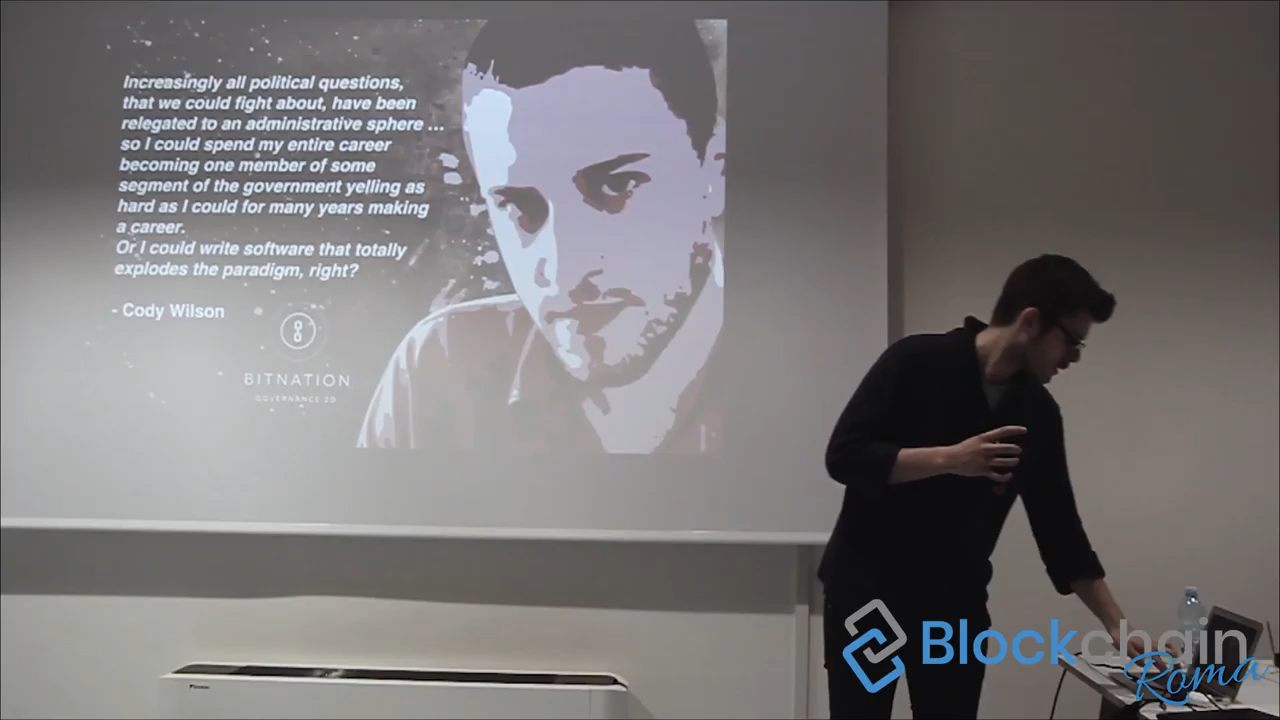 Increasingly all political questions,
that we could fight about, have been
relegated to an administrative sphere ...
so I could spend my entire career
becoming one member of some
segment of the government yelling as
hard as I could for many years making
a career.
Or I could write software that totally
explodes the paradigm, right?
- Cody Wilson
BITNATION
GOVERNANCE 2.0
Blockchain
Roma